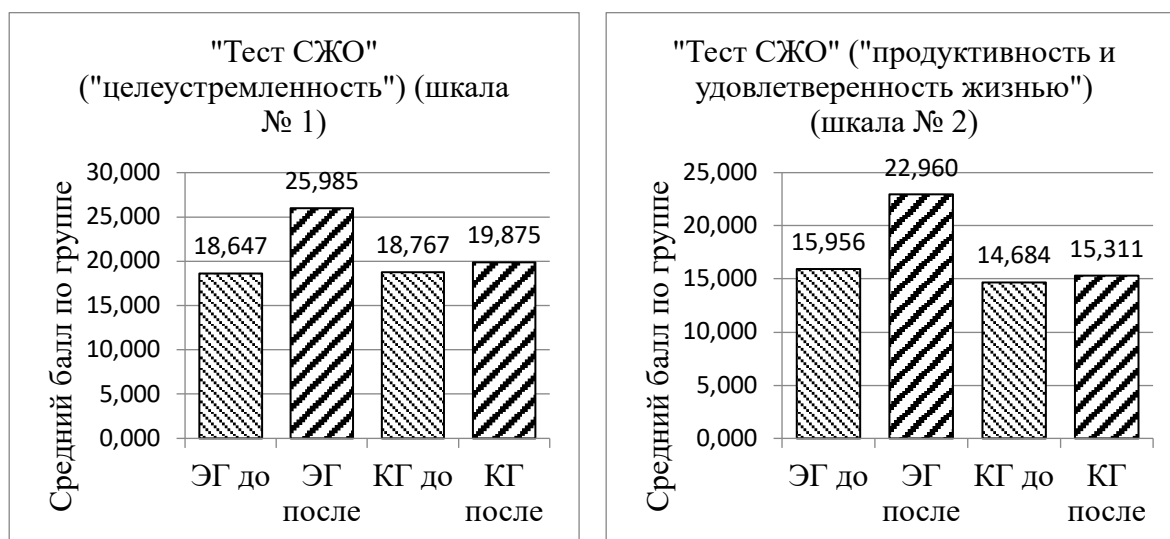 "Тест СЖО"
("целеустремленность") (шкала
№ 1)
Средний балл по группе
30,000
25,000
20,000
15,000
10,000
5,000
0,000
18,647
25,985
18,767
19,875
ЭГ до
ЭГ
после
КГ до
КГ
после
"Тест СЖО" ("продуктивность и
удовлетверенность жизнью")
(шкала № 2)
Средний балл по группе
25,000
20,000
15,000
10,000
5,000
0,000
15,956
22,960
14,684
15,311
ЭГ до
ЭГ
после
КГ до
КГ
после